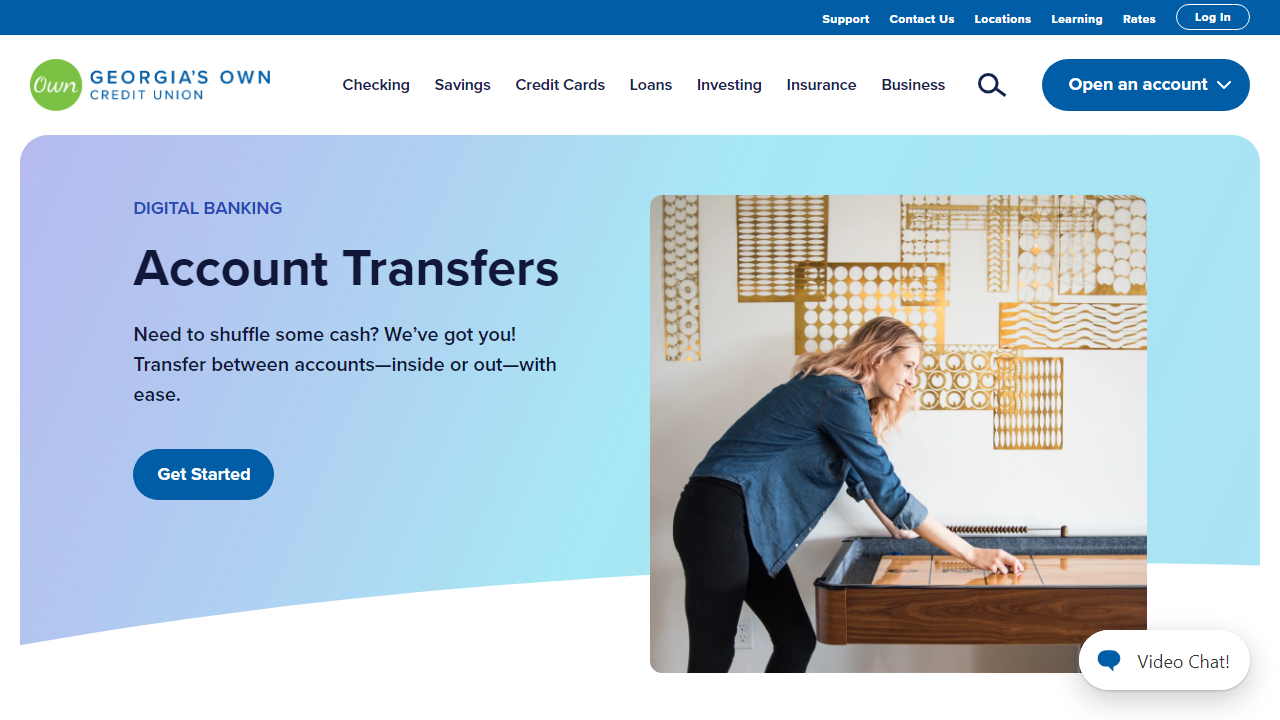 Support Contact Us Locations Learning Rates Log In
Own GEORGIA'S OWN
CREDIT UNION
Checking Savings Credit Cards Loans Investing Insurance Business
Open an account
DIGITAL BANKING
Account Transfers
Need to shuffle some cash? We’ve got you!
Transfer between accounts—inside or out—with
ease.
Get Started
Video Chat!